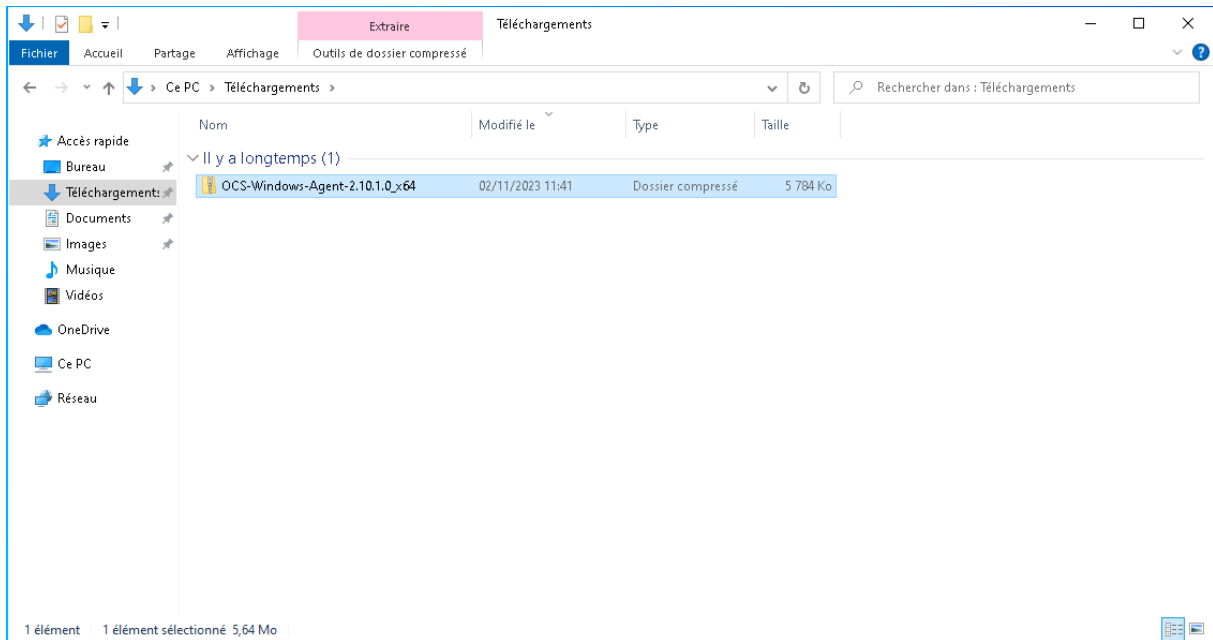 Extraire
Téléchargements
Fichier Accueil Partage Affichage Outils de dossier compressé
Ce PC > Téléchargements >
Rechercher dans : Téléchargements
Nom Modifié le Type Taille
Accès rapide
Il y a longtemps (1)
Bureau
OCS-Windows-Agent-2.10.1.0_x64 02/11/2023 11:41 Dossier compressé 5 784 Ko
Téléchargements
Documents
Images
Musique
Vidéos
OneDrive
Ce PC
Réseau
1 élément 1 élément sélectionné 5,64 Mo